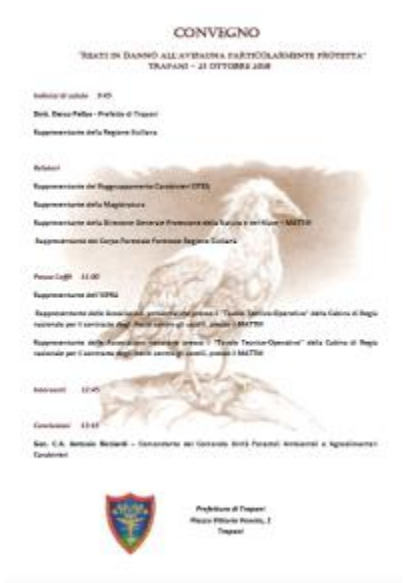 CONVEGNO
"REATI IN DANNO ALL'AVIFAUNA PARTICOLARMENTE PROTETTA"
TRAPANI – 25 OTTOBRE 2018
Indirizzi di saluto 9:45
Dott. Darco Pellos - Prefetto di Trapani
Rappresentante della Regione Siciliana
Relatori
Rappresentante del Raggruppamento Carabinieri CITES
Rappresentante della Magistratura
Rappresentante della Direzione Generale Protezione della Natura e del Mare – MATTM
Rappresentante del Corpo Forestale Regione Siciliana
Pausa Caffè 11:00
Rappresentante dell'ISPRA
Rappresentante delle Associazioni presso il "Tavolo Tecnico-Operativo" della Cabina di Regia
nazionale per il contrasto degli illeciti contro gli uccelli, presso il MATTM
Rappresentante delle Associazioni venatorie presso il "Tavolo Tecnico-Operativo" della Cabina di Regia
nazionale per il contrasto degli illeciti contro gli uccelli, presso il MATTM
Interventi 12:45
Conclusioni 13:15
Gen. C.A. Antonio Ricciardi – Comandante del Comando Unità Forestali Ambientali e Agroalimentari
Carabinieri
Prefettura di Trapani
Piazza Vittorio Veneto, 1
Trapani